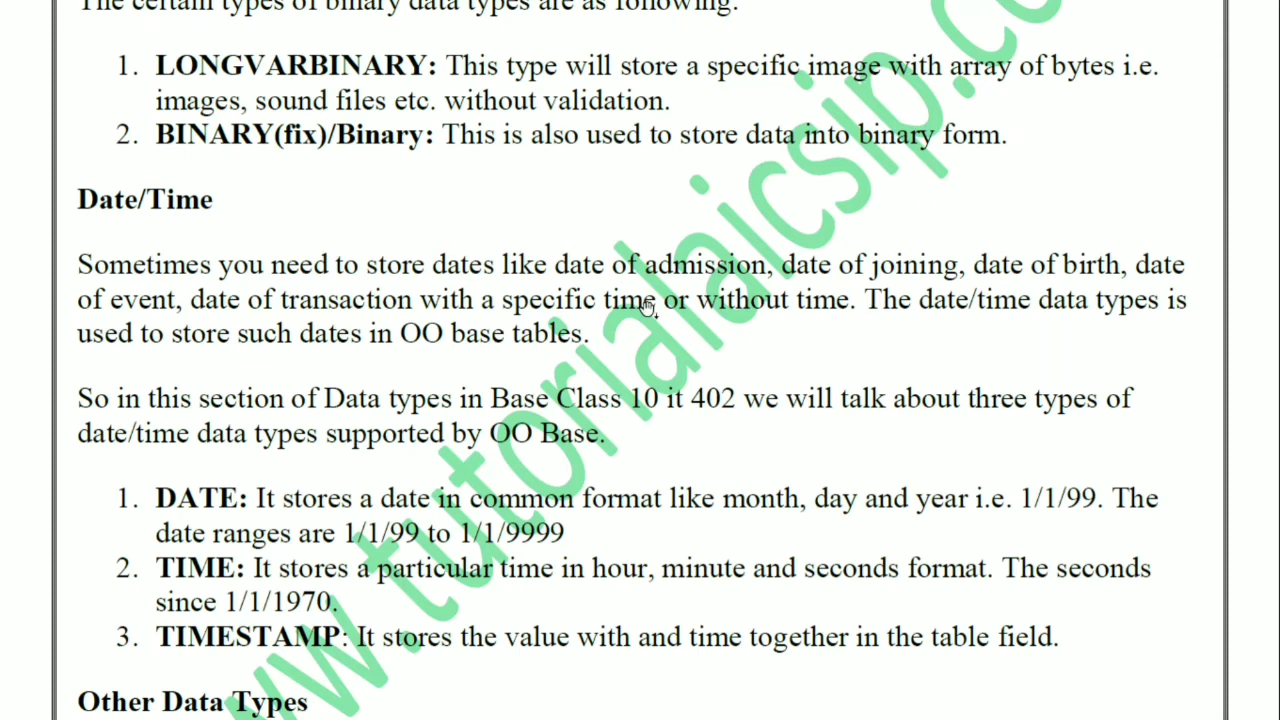 The certain types of binary data types are as following:
1. LONGVARBINARY: This type will store a specific image with array of bytes i.e.
images, sound files etc. without validation.
2. BINARY(fix)/Binary: This is also used to store data into binary form.
Date/Time
Sometimes you need to store dates like date of admission, date of joining, date of birth, date
of event, date of transaction with a specific time or without time. The date/time data types is
used to store such dates in OO base tables.
So in this section of Data types in Base Class 10 it 402 we will talk about three types of
date/time data types supported by OO Base.
1. DATE: It stores a date in common format like month, day and year i.e. 1/1/99. The
date ranges are 1/1/99 to 1/1/9999
2. TIME: It stores a particular time in hour, minute and seconds format. The seconds
since 1/1/1970.
3. TIMESTAMP: It stores the value with and time together in the table field.
Other Data Types
www.tutorialaicsip.co